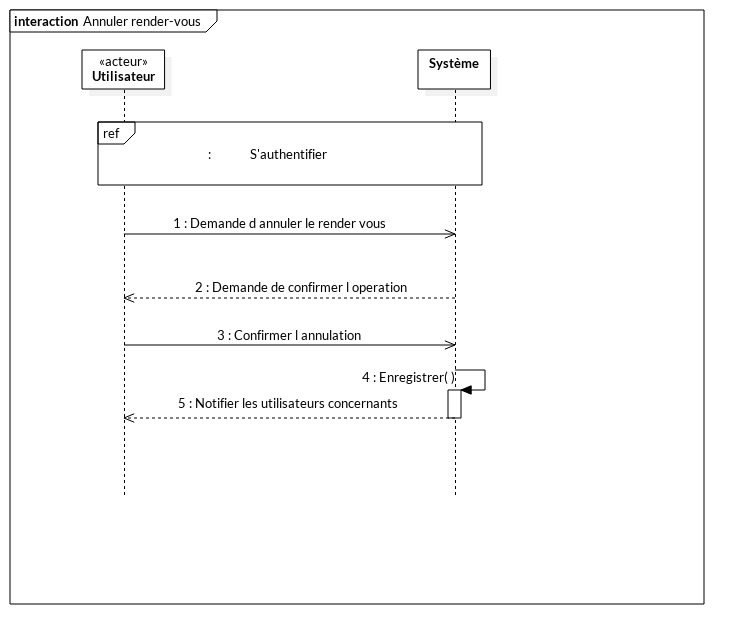 interaction Annuler render-vous
«acteur»
Utilisateur
Système
ref
: S'authentifier
1 : Demande d annuler le render vous
2 : Demande de confirmer l operation
3 : Confirmer l annulation
4 : Enregistrer( )
5 : Notifier les utilisateurs concernants